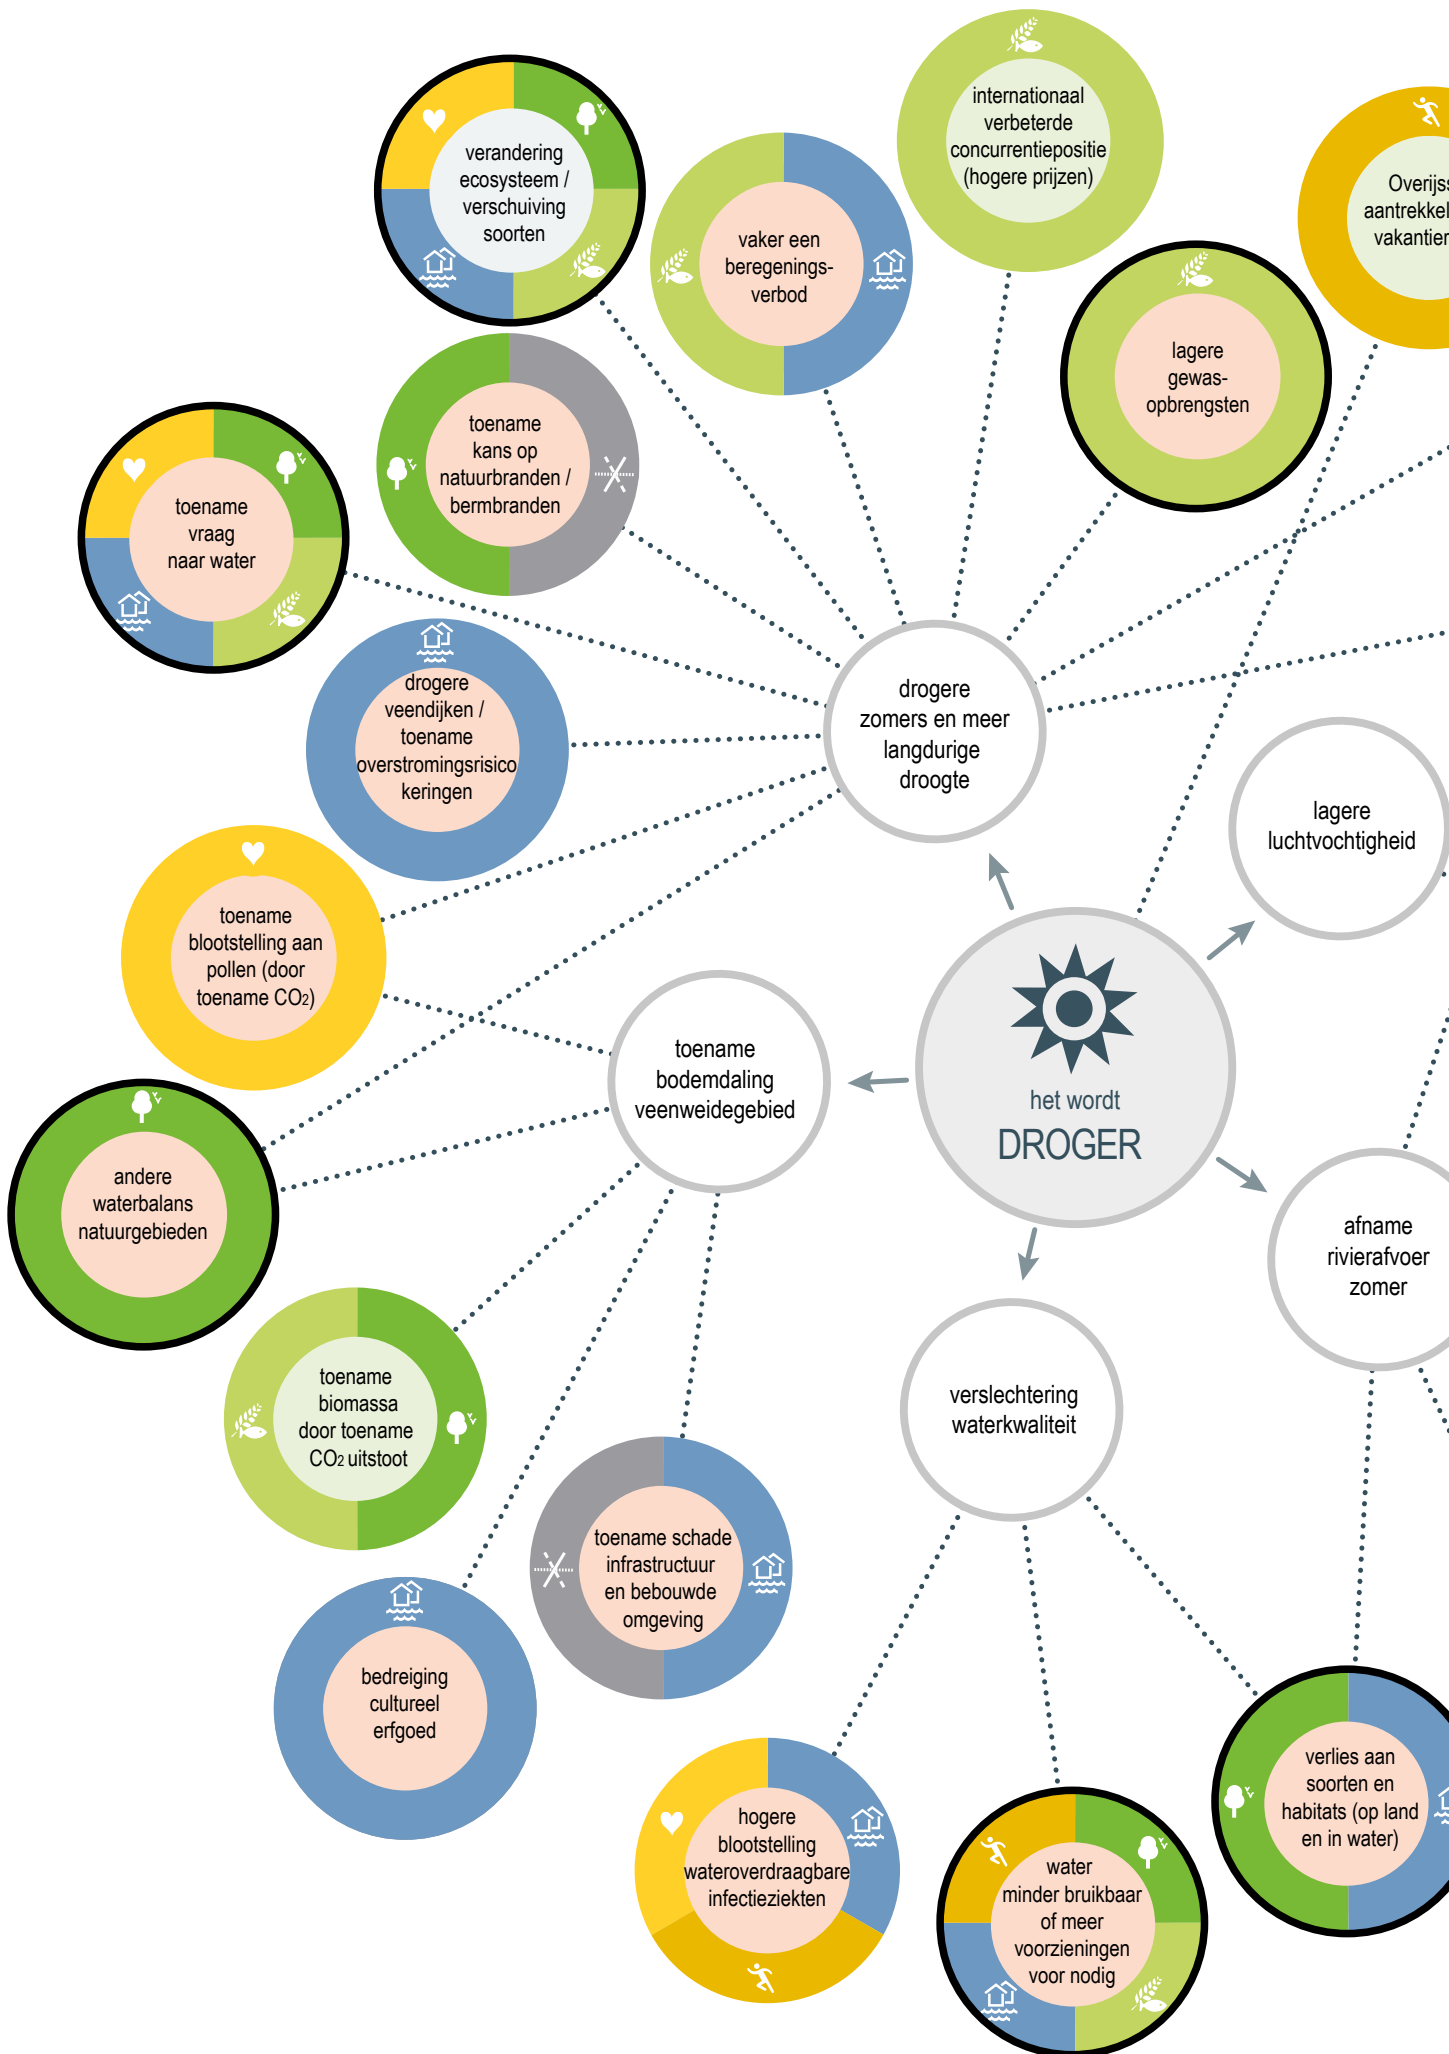 internationaal
verbeterde
concurrentiepositie
(hogere prijzen)
verandering
ecosysteem /
verschuiving
soorten
vaker een
beregenings-
verbod
lagere
gewas-
opbrengsten
toename
kans op
natuurbranden /
bermbranden
toename
vraag
naar water
drogere
veendijken /
toename
overstromingsrisico
keringen
drogere
zomers en meer
langdurige
droogte
lagere
luchtvochtigheid
toename
blootstelling aan
pollen (door
toename CO2)
toename
bodemdaling
veenweidegebied
het wordt
DROGER
andere
waterbalans
natuurgebieden
afname
rivierafvoer
zomer
toename
biomassa
door toename
CO2 uitstoot
verslechtering
waterkwaliteit
toename schade
infrastructuur
en bebouwde
omgeving
bedreiging
cultureel
erfgoed
hogere
blootstelling
wateroverdraagbare
infectieziekten
water
minder bruikbaar
of meer
voorzieningen
voor nodig
verlies aan
soorten en
habitats (op land
en in water)